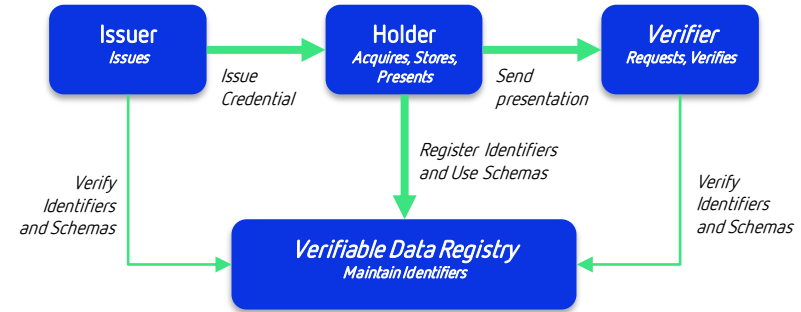 Issuer
Issues
Holder
Acquires, Stores,
Presents
Verifier
Requests, Verifies
Issue
Credential
Send
presentation
Register Identifiers
and Use Schemas
Verify
Identifiers
and Schemas
Verify
Identifiers
and Schemas
Verifiable Data Registry
Maintain Identifiers